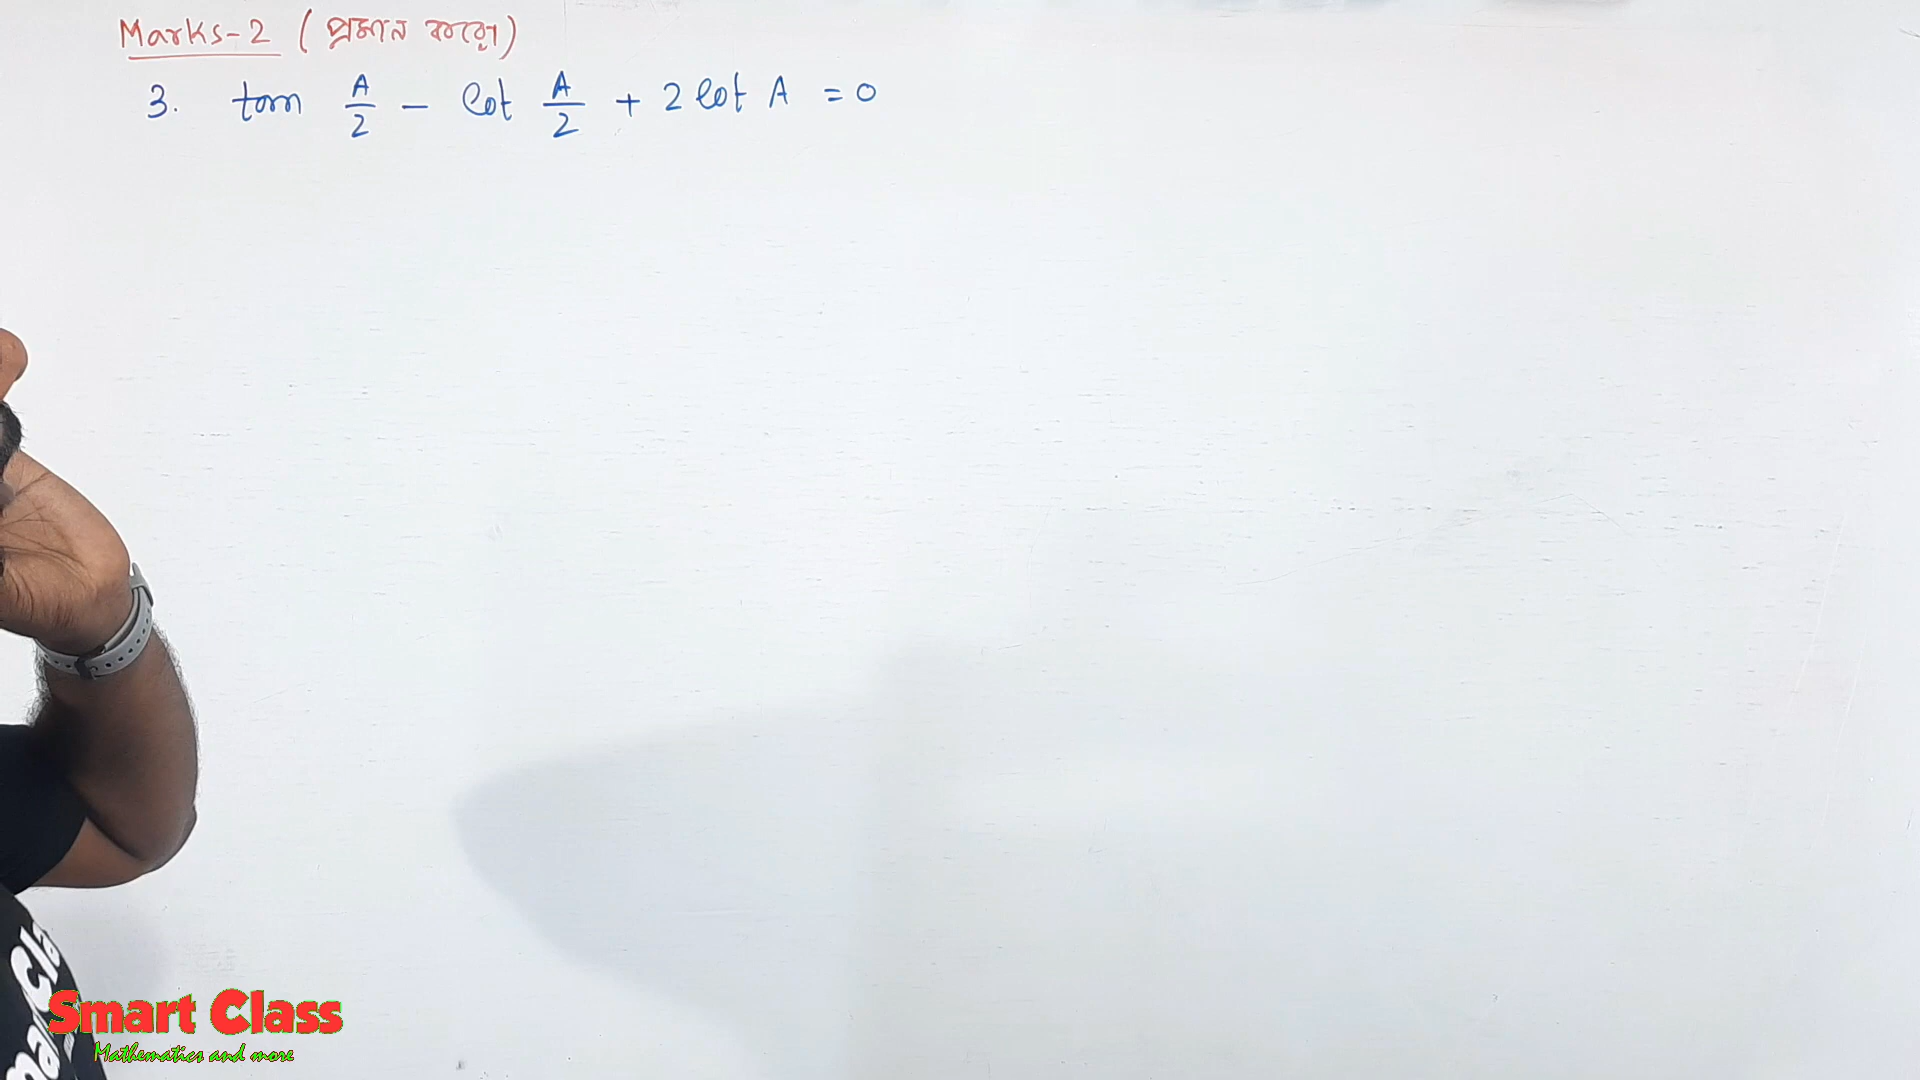 Marks-2 (প্রমান করো)
3. tan A/2 - Cot A/2 + 2 Cot A = 0
Smart Class
Mathematics and more